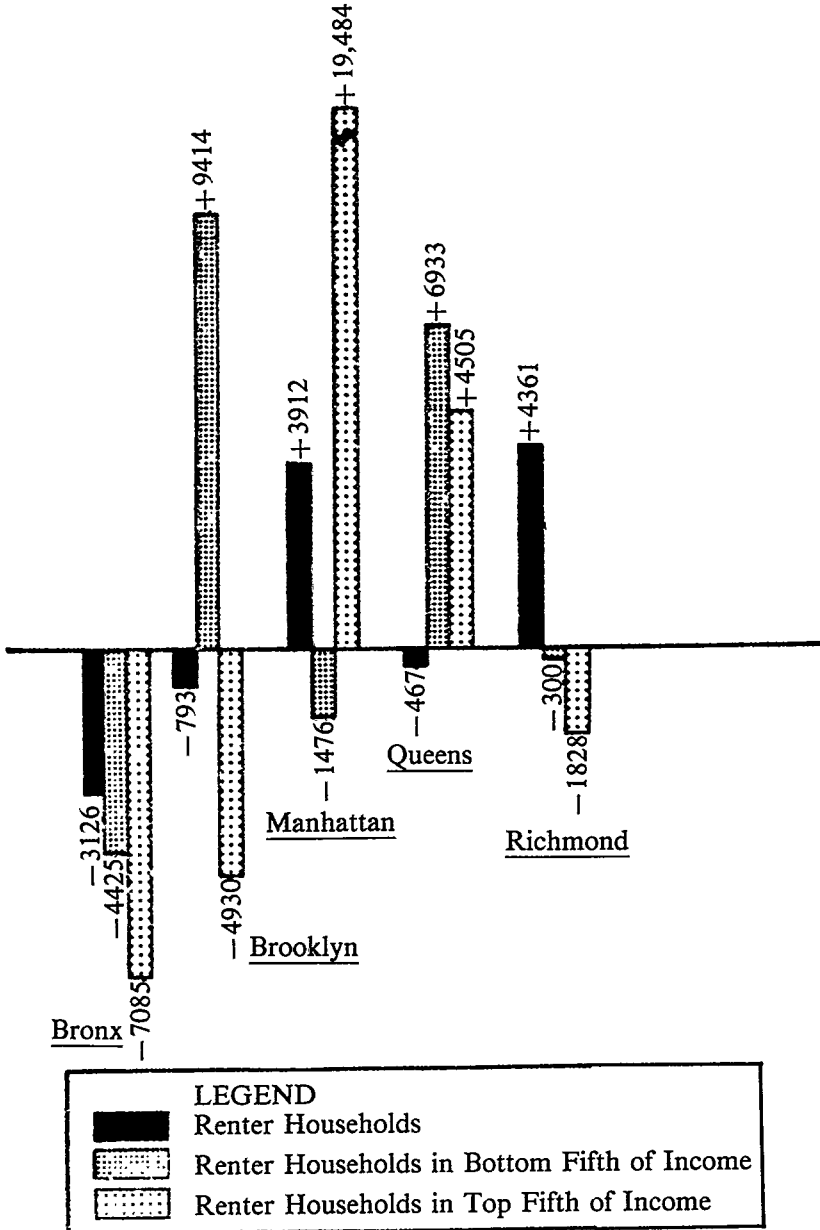 +19,484
+9414
+6933
+4505
+3912
+4361
-793
-467
-300
-1476
-1828
-3126
-4425
-4930
-7085
Queens
Manhattan
Richmond
Brooklyn
Bronx
LEGEND
Renter Households
Renter Households in Bottom Fifth of Income
Renter Households in Top Fifth of Income